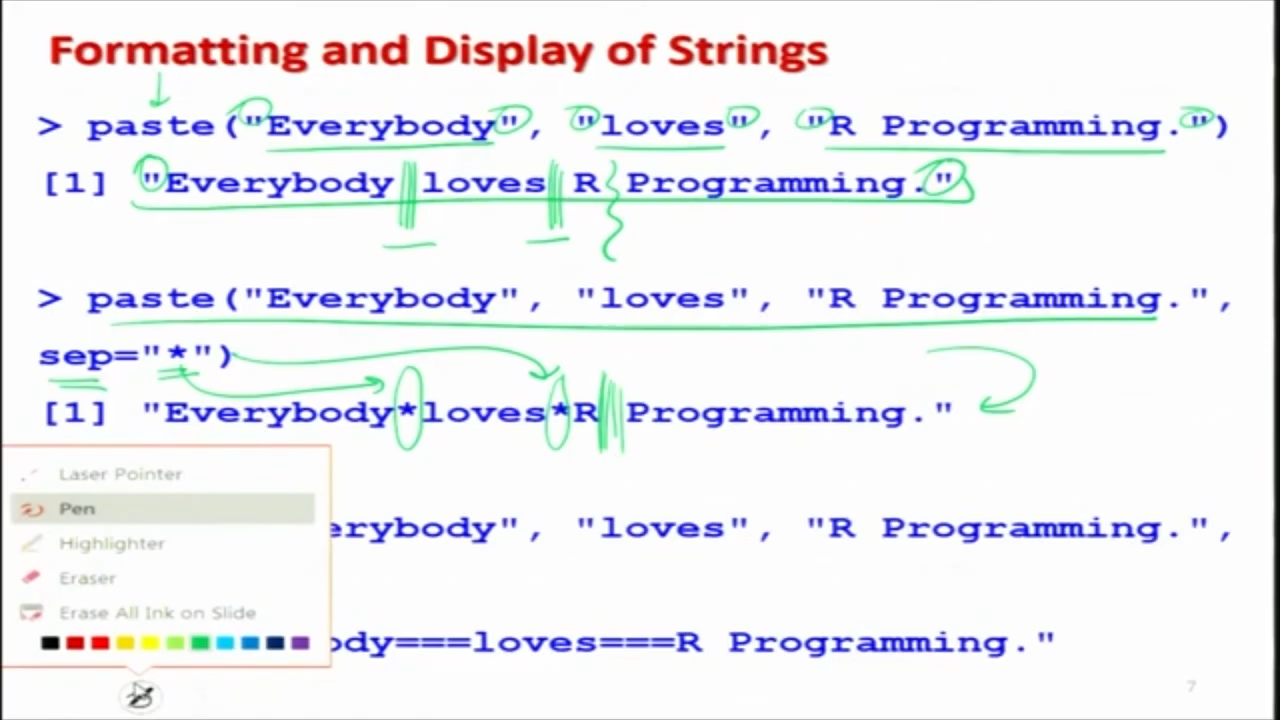 Formatting and Display of Strings
> paste("Everybody", "loves", "R Programming.")
[1] "Everybody loves R Programming."
> paste("Everybody", "loves", "R Programming.",
sep="*")
[1] "Everybody*loves*R Programming."
Laser Pointer
Pen
erybody", "loves", "R Programming.",
Highlighter
Eraser
Erase All Ink on Slide
ody===loves===R Programming."
7